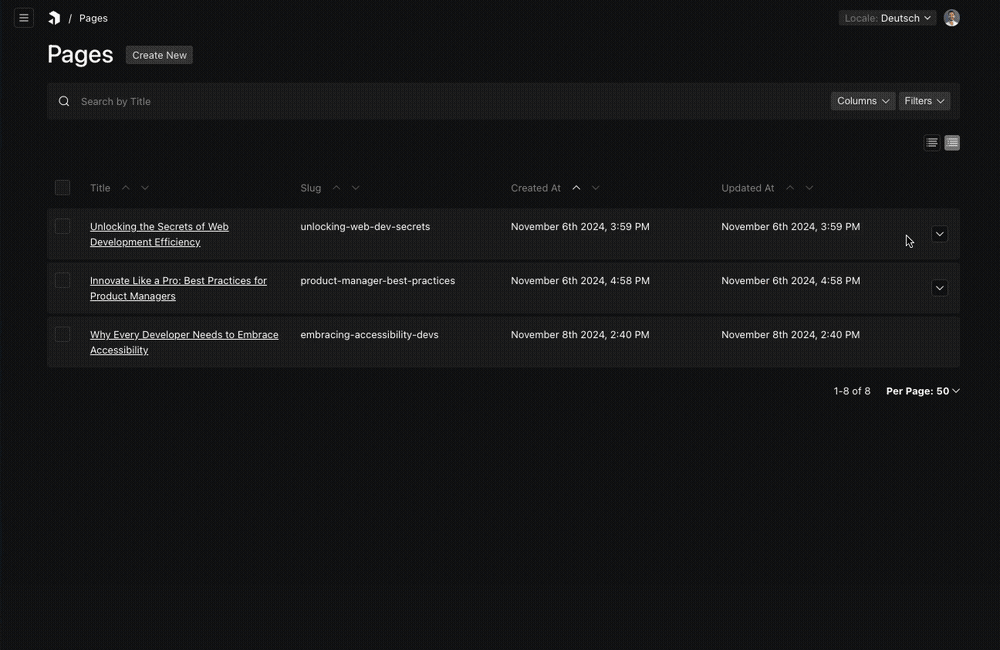 / Pages
Locale: Deutsch
Pages
Create New
Search by Title
Columns
Filters
Title
Slug
Created At
Updated At
Unlocking the Secrets of Web
Development Efficiency
unlocking-web-dev-secrets
November 6th 2024, 3:59 PM
November 6th 2024, 3:59 PM
Innovate Like a Pro: Best Practices for
Product Managers
product-manager-best-practices
November 6th 2024, 4:58 PM
November 6th 2024, 4:58 PM
Why Every Developer Needs to Embrace
Accessibility
embracing-accessibility-devs
November 8th 2024, 2:40 PM
November 8th 2024, 2:40 PM
1-8 of 8
Per Page: 50